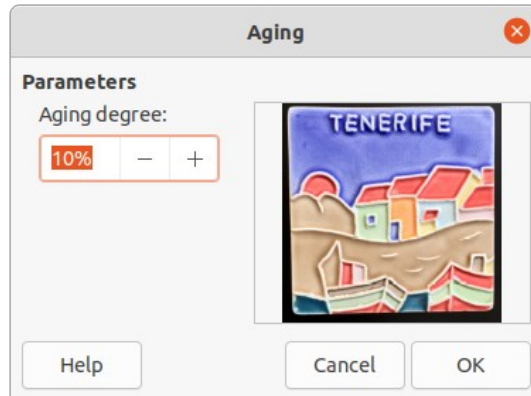 Aging
Parameters
Aging degree:
10%
TENERIFE
Help
Cancel
OK